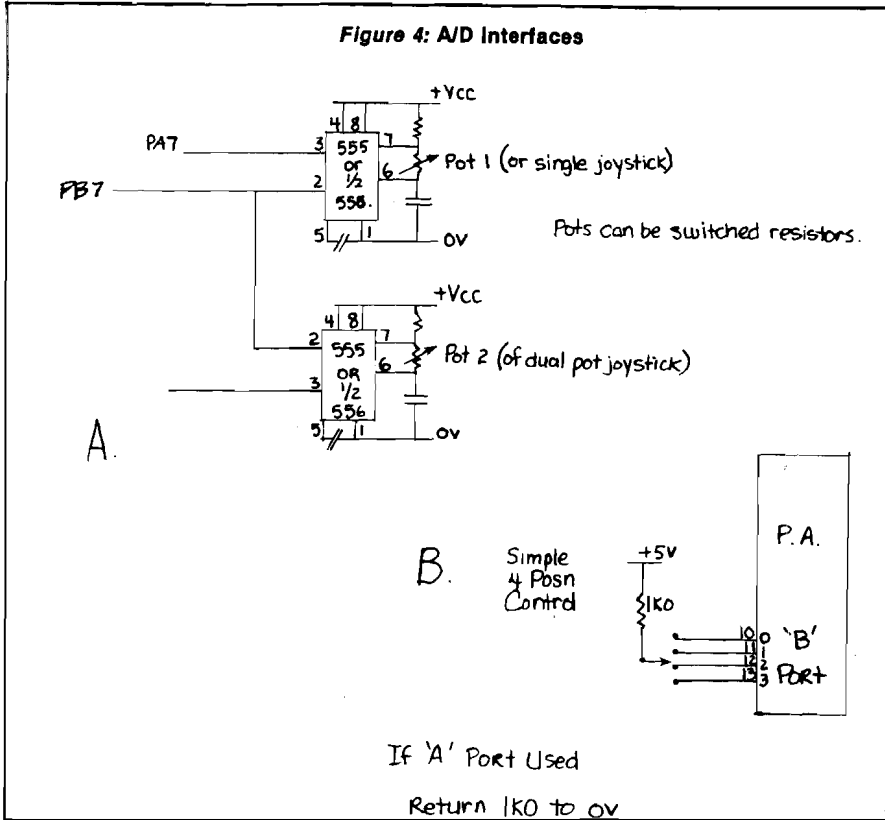 Figure 4: A/D Interfaces
+Vcc
4 8
PA7
3 555 7
or
6 Pot 1 (or single joystick)
PB7
2 1/2
556.
Pots can be switched resistors.
5 1 0V
+Vcc
4 8
2 555 7
6 Pot 2 (of dual pot joystick)
OR
3 1/2
556
5 1 0V
A.
P.A.
B.
Simple
4 Posn
Control
+5V
1K0
10 0 'B'
11 1
12 2 PORT
13 3
If 'A' Port Used
Return 1K0 to 0V